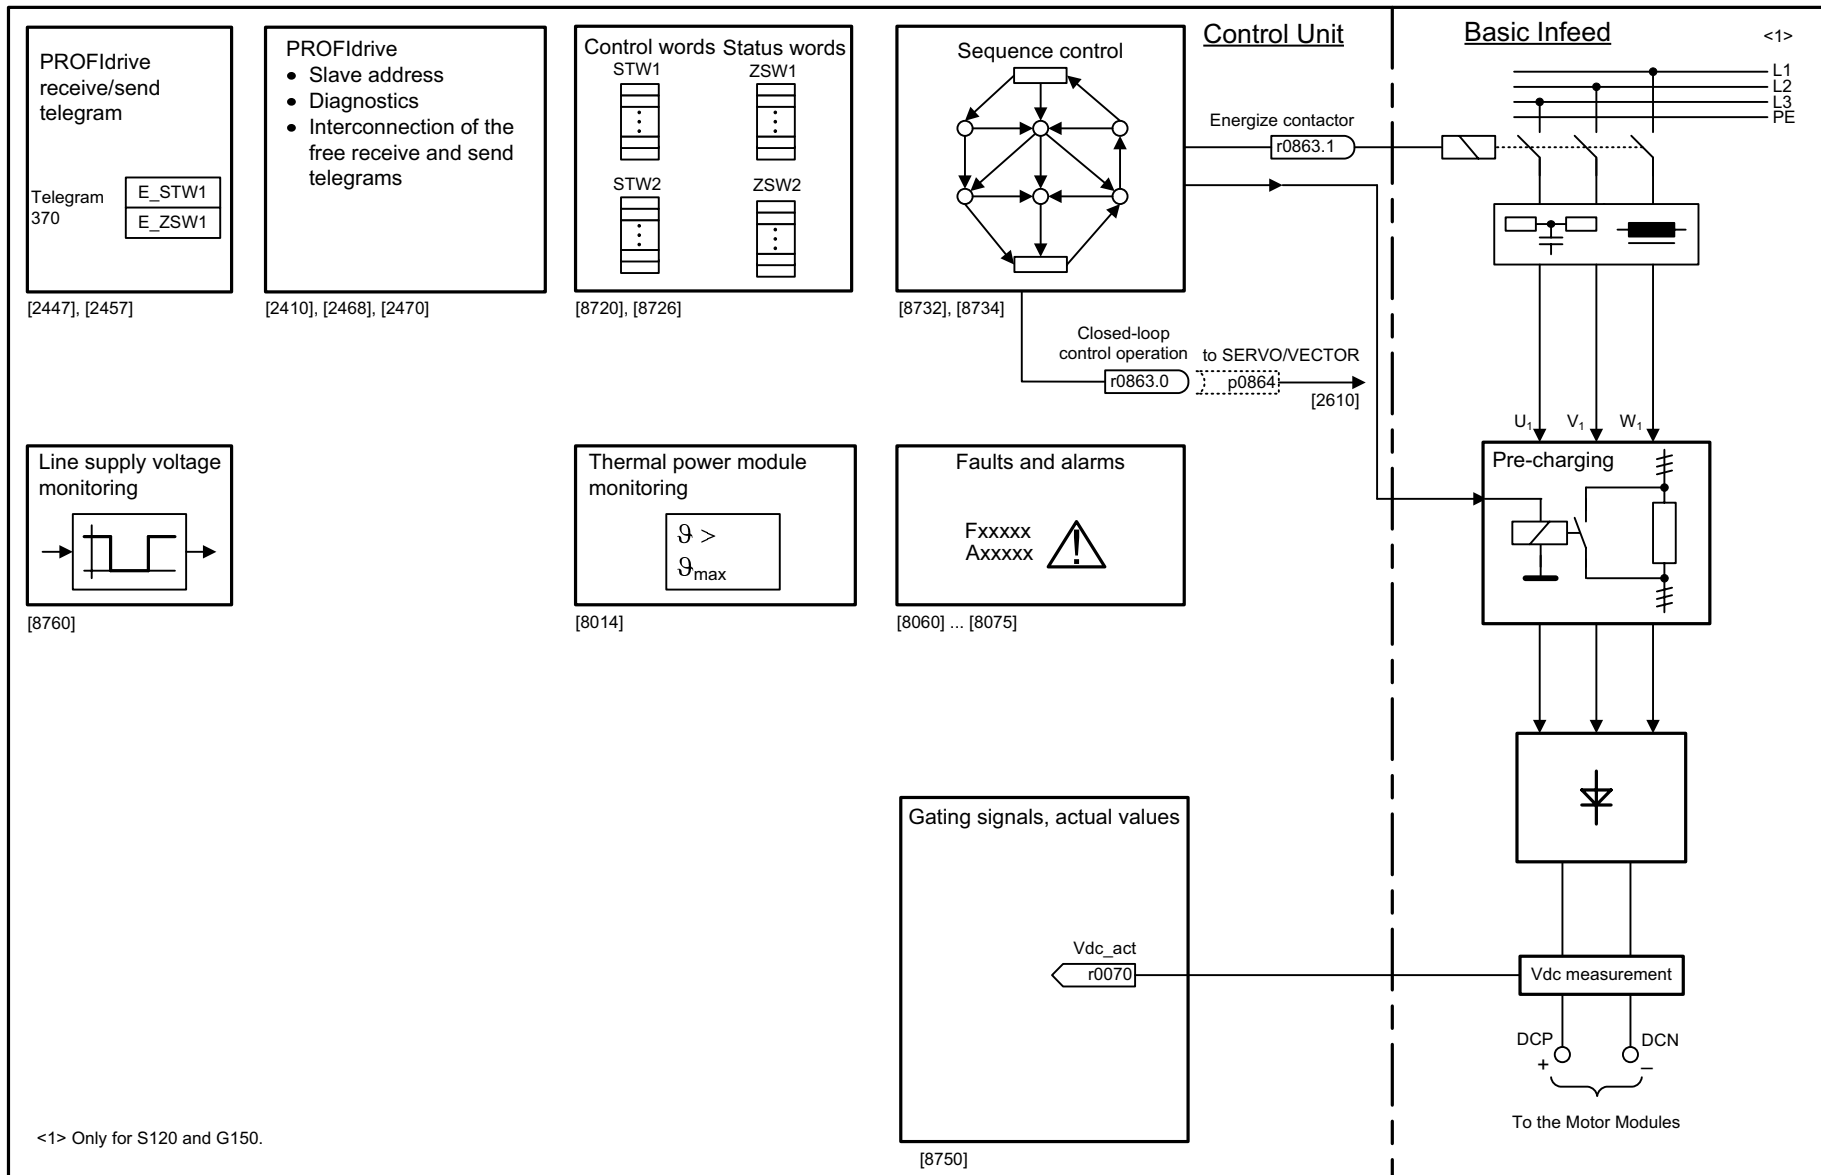 PROFIdrive
receive/send
telegram
Telegram
370
E_STW1
E_ZSW1
[2447], [2457]
PROFIdrive
• Slave address
• Diagnostics
• Interconnection of the
free receive and send
telegrams
[2410], [2468], [2470]
Control words Status words
STW1 ZSW1
STW2 ZSW2
[8720], [8726]
Sequence control
[8732], [8734]
Control Unit
Energize contactor
r0863.1
Closed-loop
control operation
r0863.0
to SERVO/VECTOR
p0864
[2610]
Basic Infeed
<1>
L1
L2
L3
PE
U1 V1 W1
Pre-charging
Line supply voltage
monitoring
[8760]
Thermal power module
monitoring
ϑ >
ϑmax
[8014]
Faults and alarms
Fxxxxx
Axxxxx
!
[8060] ... [8075]
Gating signals, actual values
Vdc_act
r0070
[8750]
Vdc measurement
DCP DCN
+ –
To the Motor Modules
<1> Only for S120 and G150.